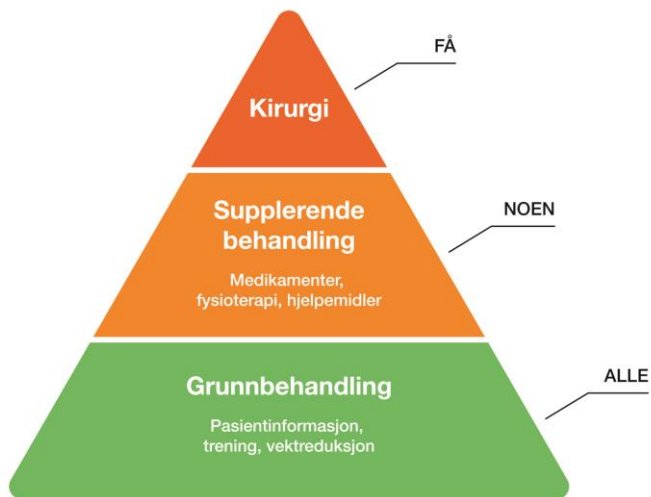 FÅ
Kirurgi
Supplerende
behandling
NOEN
Medikamenter,
fysioterapi, hjelpemidler
Grunnbehandling
ALLE
Pasientinformasjon,
trening, vektreduksjon